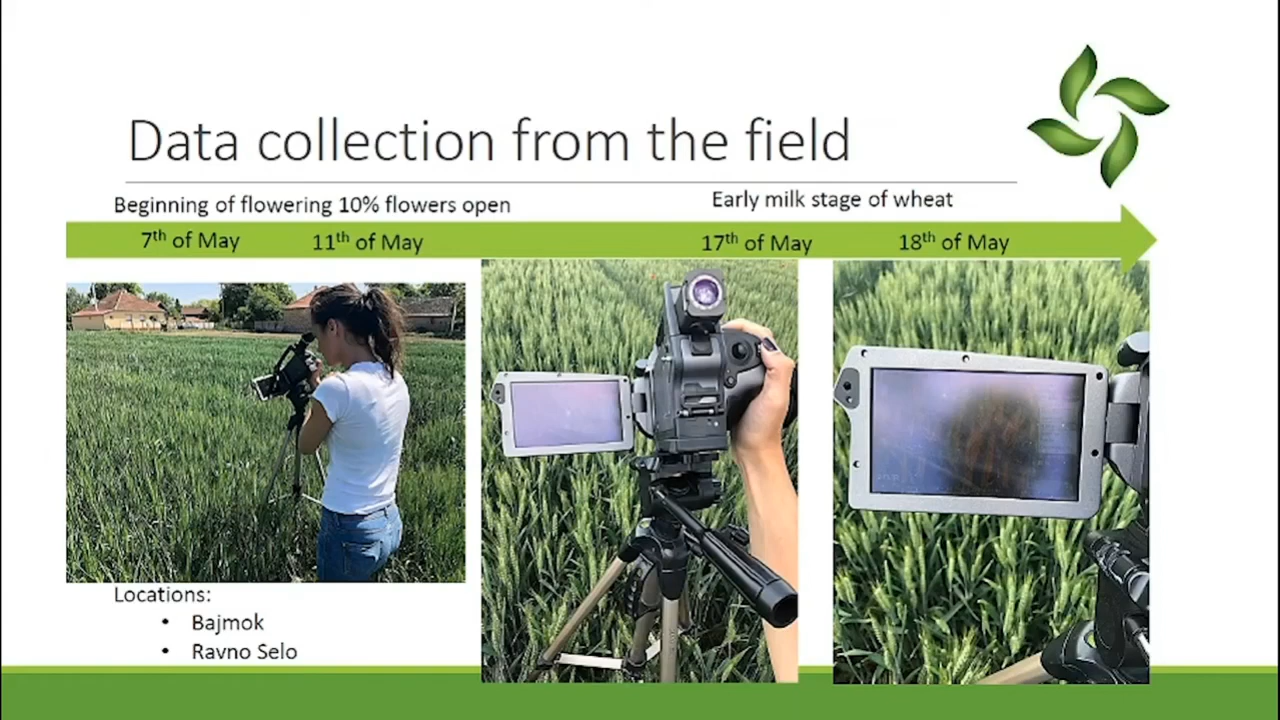 Data collection from the field
Beginning of flowering 10% flowers open
Early milk stage of wheat
7th of May
11th of May
17th of May
18th of May
Locations:
• Bajmok
• Ravno Selo